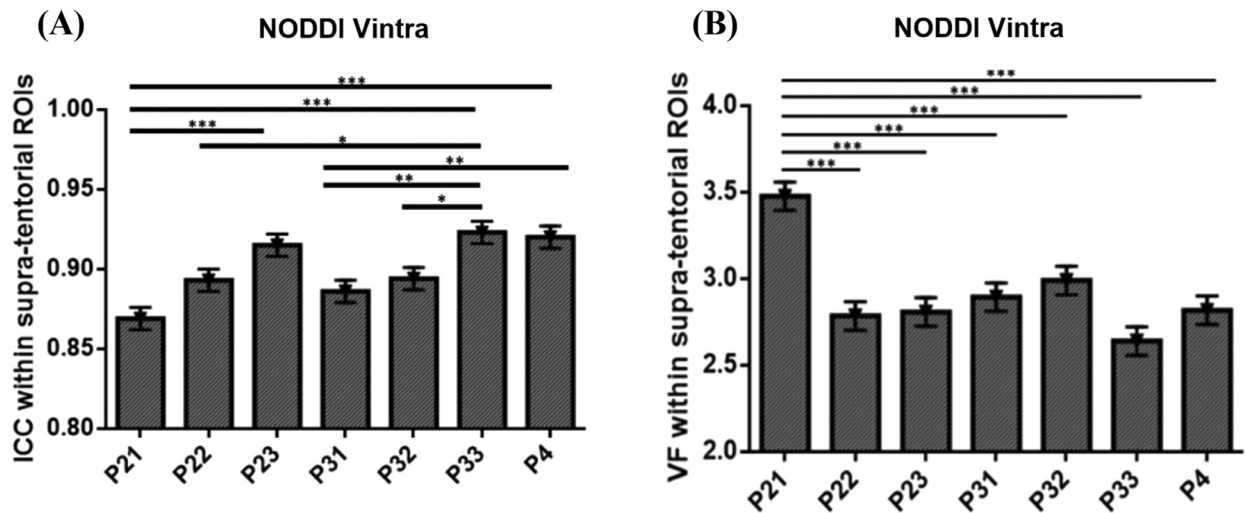 (A)
NODDI Vintra
ICC within supra-tentorial ROIs
1.00
0.95
0.90
0.85
0.80
***
***
***
*
**
**
*
P21
P22
P23
P31
P32
P33
P4
(B)
NODDI Vintra
VF within supra-tentorial ROIs
4.0
3.5
3.0
2.5
2.0
***
***
***
***
***
***
P21
P22
P23
P31
P32
P33
P4